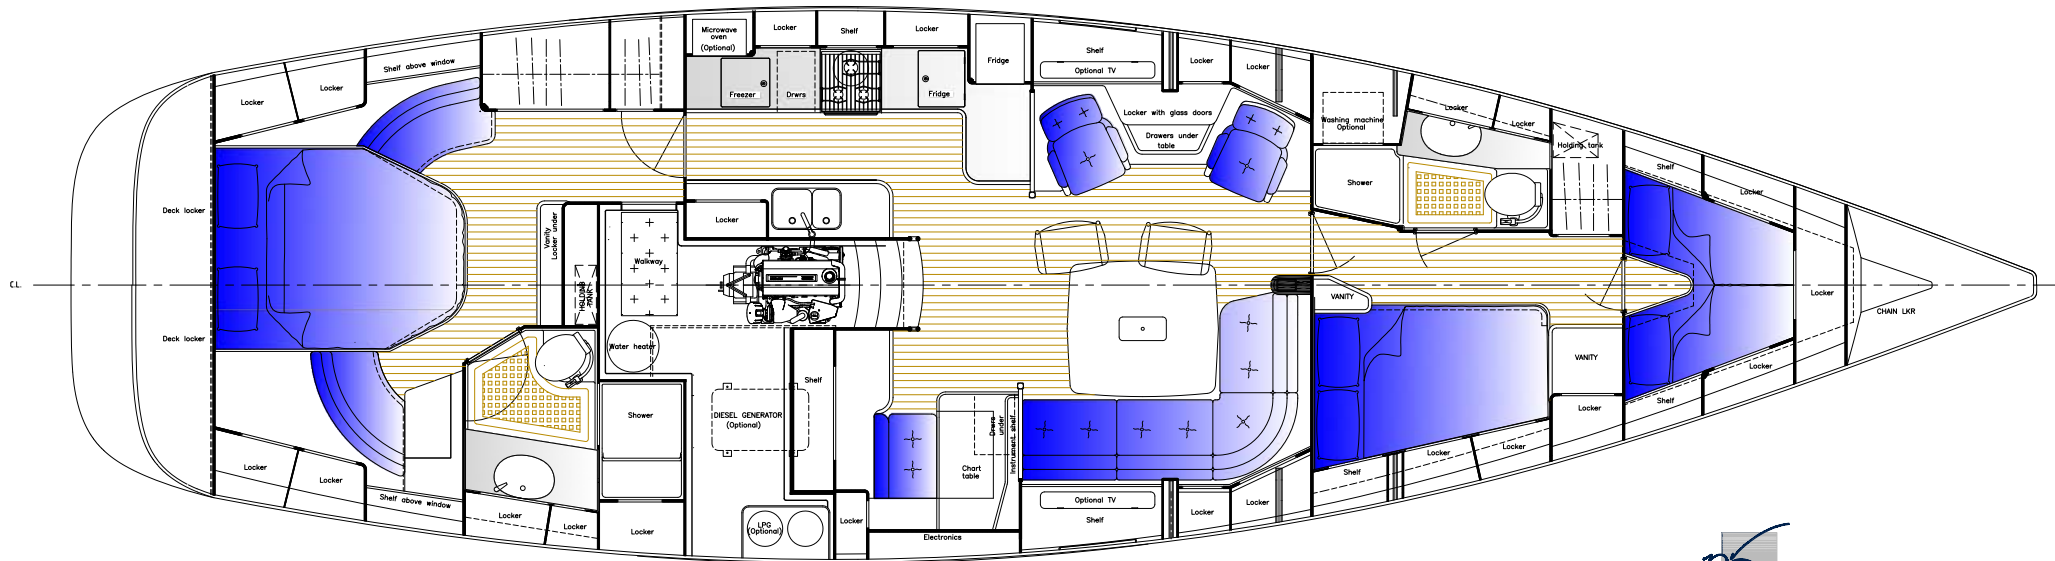 Microwave
oven
(Optional)
Locker
Shelf
Locker
Fridge
Shelf
Optional TV
Locker
Locker
Shelf above window
Locker
Locker
Freezer
Drwrs
Fridge
Locker with glass doors
Drawers under
table
Washing machine
Optional
Locker
Locker
Holding tank
Shelf
Locker
Shower
Deck locker
Vanity
Locker under
Locker
Walkway
HOLDING
TANK
C.L.
VANITY
Locker
CHAIN LKR
Deck locker
Water heater
Shelf
VANITY
Locker
Shelf
Locker
Shower
DIESEL GENERATOR
(Optional)
Drwrs
under
Instrument shelf
Chart
table
Locker
Locker
Shelf above window
Locker
Locker
Locker
LPG
(Optional)
Locker
Electronics
Optional TV
Shelf
Locker
Locker
Shelf
Locker
Locker